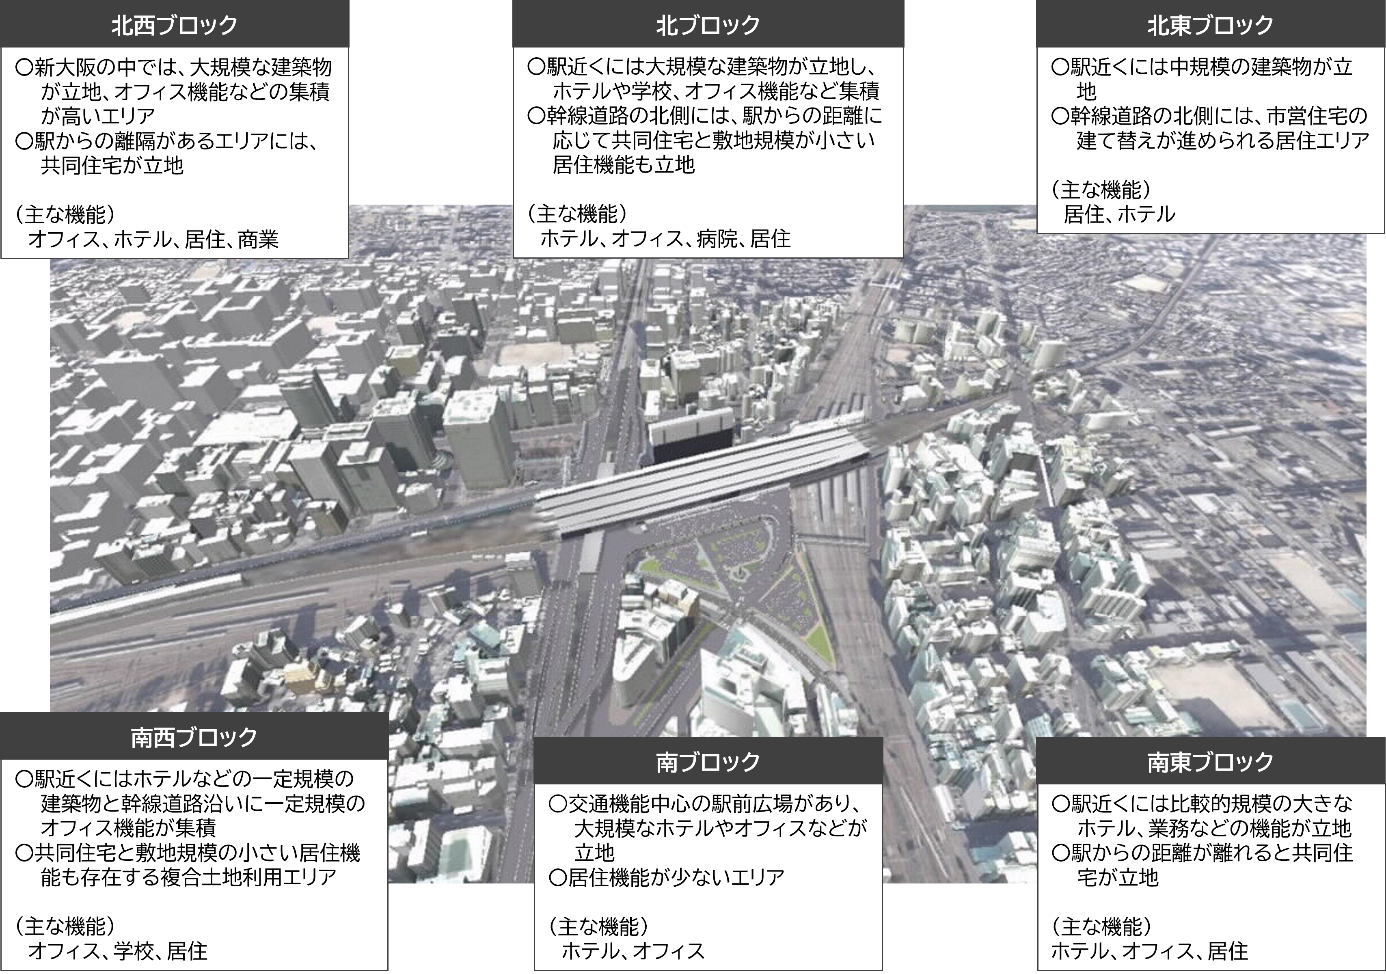 北西ブロック
○新大阪の中では、大規模な建築物
が立地、オフィス機能などの集積
が高いエリア
○駅からの離隔があるエリアには、
共同住宅が立地
（主な機能）
オフィス、ホテル、居住、商業
北ブロック
○駅近くには大規模な建築物が立地し、
ホテルや学校、オフィス機能など集積
○幹線道路の北側には、駅からの距離に
応じて共同住宅と敷地規模が小さい
居住機能も立地
（主な機能）
ホテル、オフィス、病院、居住
北東ブロック
○駅近くには中規模の建築物が立
地
○幹線道路の北側には、市営住宅の
建て替えが進められる居住エリア
（主な機能）
居住、ホテル
南西ブロック
○駅近くにはホテルなどの一定規模の
建築物と幹線道路沿いに一定規模の
オフィス機能が集積
○共同住宅と敷地規模の小さい居住機
能も存在する複合土地利用エリア
（主な機能）
オフィス、学校、居住
南ブロック
○交通機能中心の駅前広場があり、
大規模なホテルやオフィスなどが
立地
○居住機能が少ないエリア
（主な機能）
ホテル、オフィス
南東ブロック
○駅近くには比較的規模の大きな
ホテル、業務などの機能が立地
○駅からの距離が離れると共同住
宅が立地
（主な機能）
ホテル、オフィス、居住